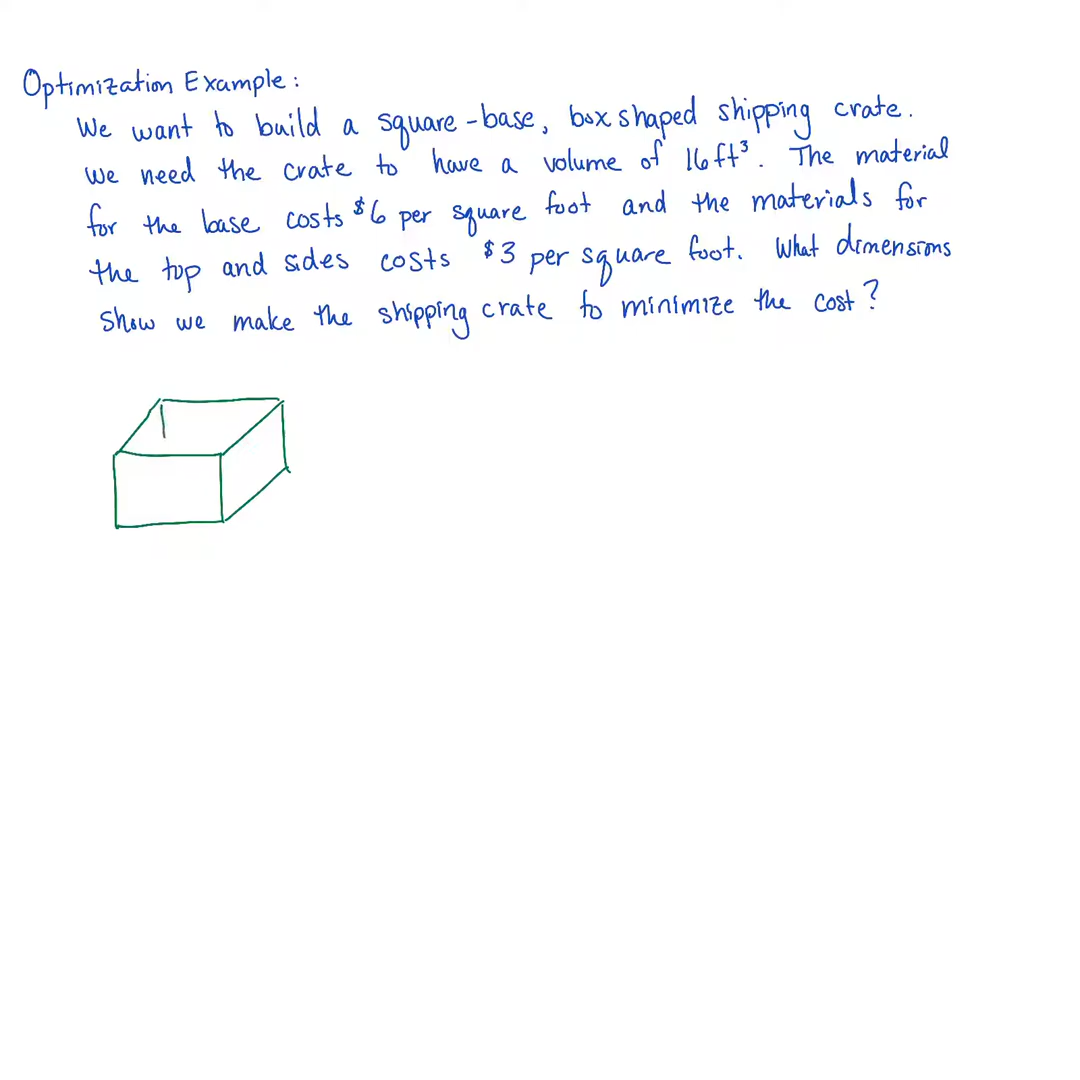 Optimization Example:
We want to build a square-base, box shaped shipping crate.
We need the crate to have a volume of 16 ft³. The material
for the base costs $6 per square foot and the materials for
the top and sides costs $3 per square foot. What dimensions
show we make the shipping crate to minimize the cost?